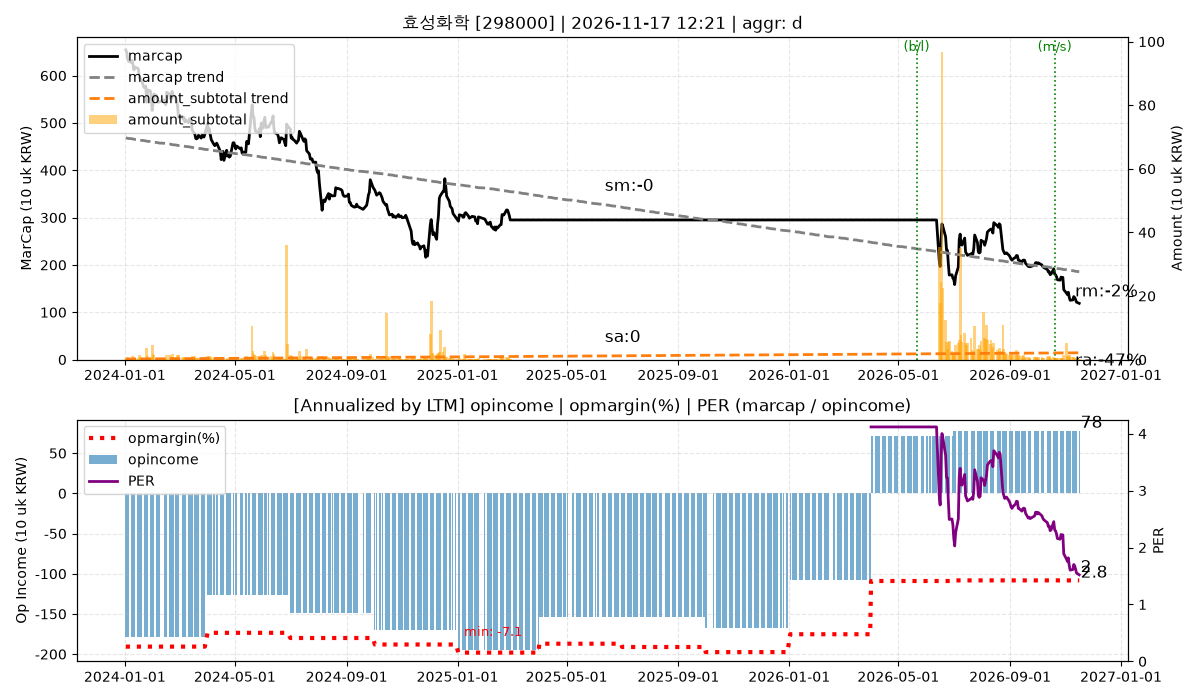 효성화학 [298000] | 2026-11-17 12:21 | aggr: d
marcap
marcap trend
amount_subtotal trend
amount_subtotal
(b/l)
(m/s)
MarCap (10 uk KRW)
600
500
400
300
200
100
0
Amount (10 uk KRW)
100
80
60
40
20
0
sm:-0
sa:0
rm:-2%
ra:-47%
2024-01-01
2024-05-01
2024-09-01
2025-01-01
2025-05-01
2025-09-01
2026-01-01
2026-05-01
2026-09-01
2027-01-01
[Annualized by LTM] opincome | opmargin(%) | PER (marcap / opincome)
opmargin(%)
opincome
PER
Op Income (10 uk KRW)
50
0
-50
-100
-150
-200
PER
4
3
2
1
0
78
2
2.8
min: -7.1
2024-01-01
2024-05-01
2024-09-01
2025-01-01
2025-05-01
2025-09-01
2026-01-01
2026-05-01
2026-09-01
2027-01-01